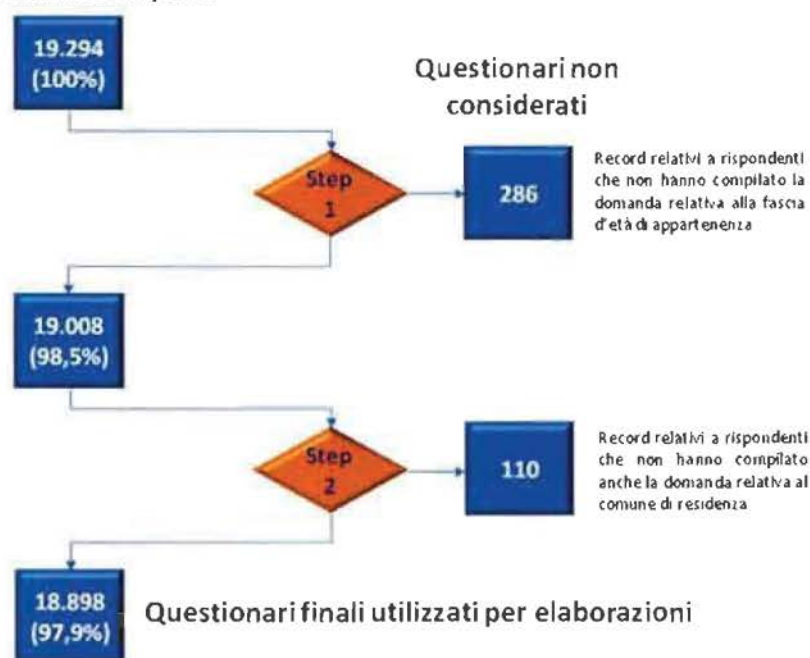 19.294
(100%)
Questionari non
considerati
Step
1
286
Record relativi a rispondenti
che non hanno compilato la
domanda relativa alla fascia
d'età di appartenenza
19.008
(98,5%)
Step
2
110
Record relativi a rispondenti
che non hanno compilato
anche la domanda relativa al
comune di residenza
18.898
(97,9%)
Questionari finali utilizzati per elaborazioni